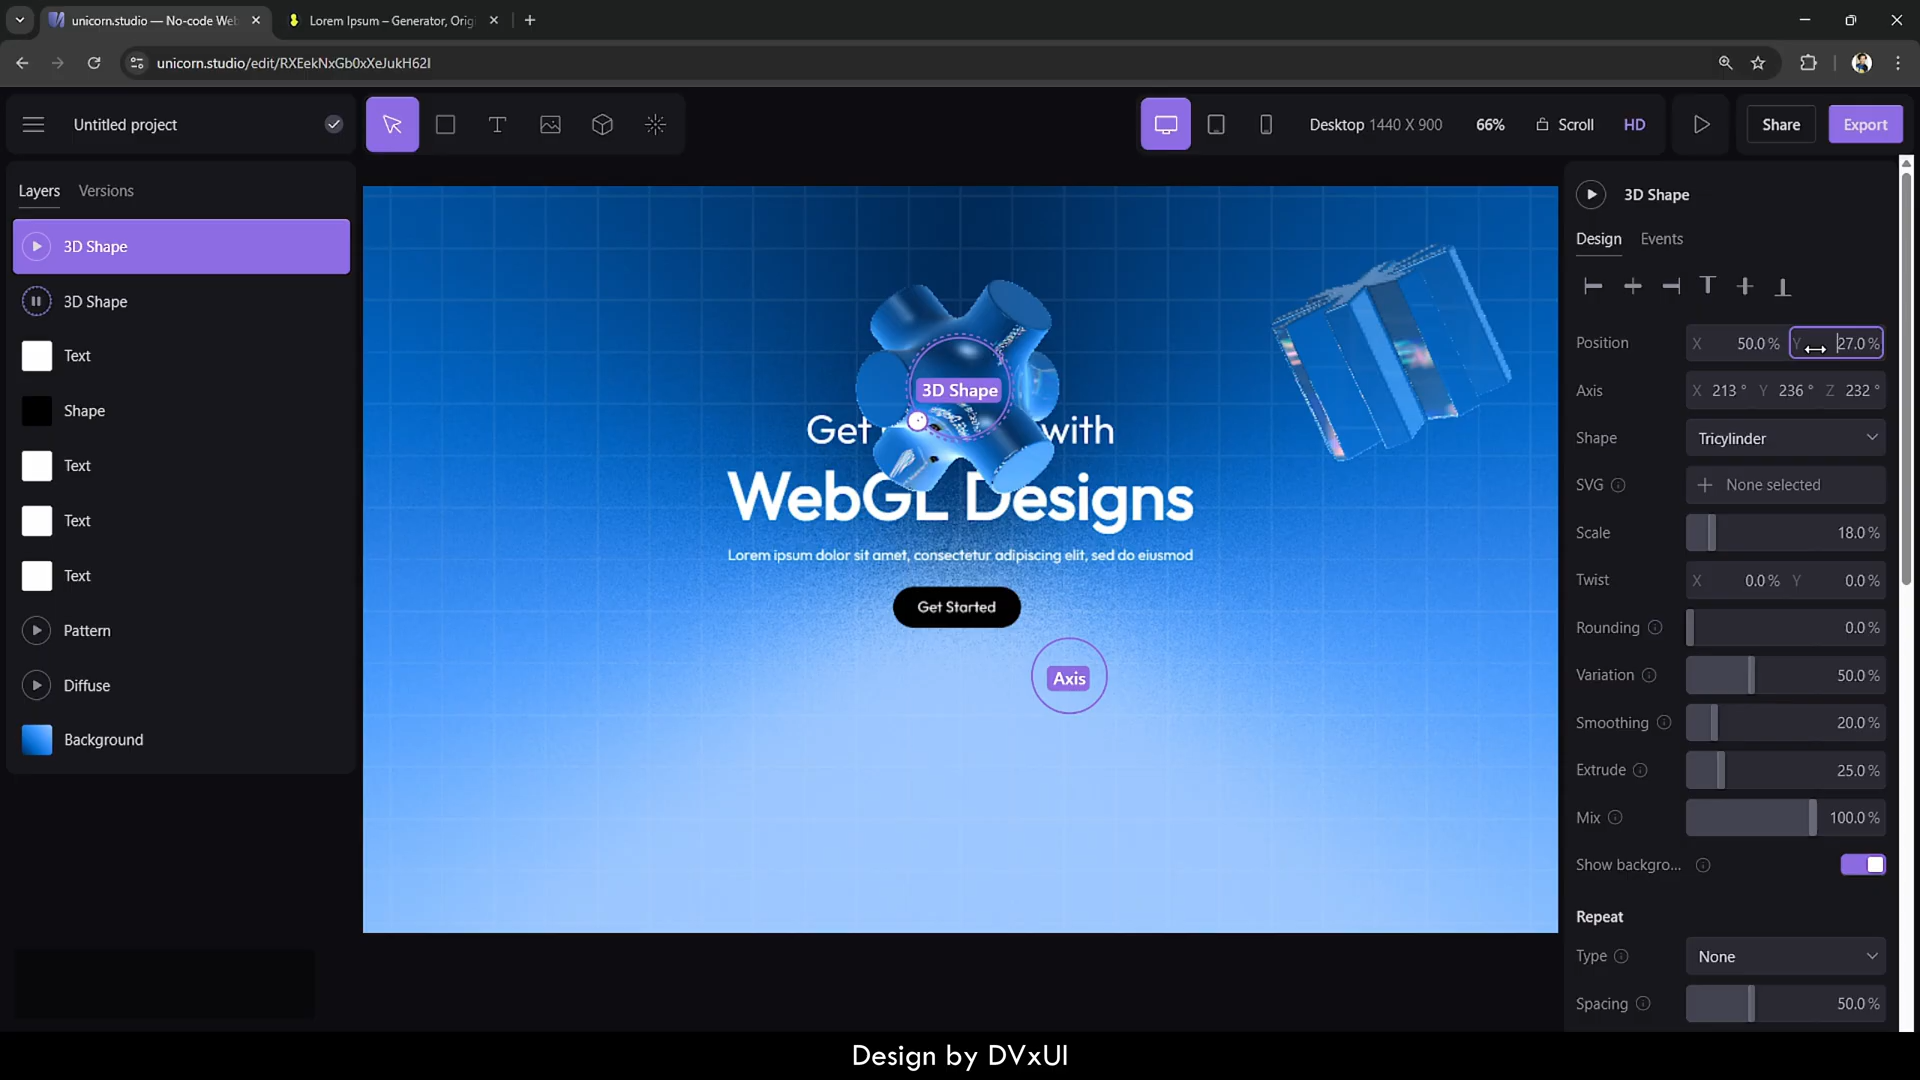 unicorn.studio — No-code Web
Lorem Ipsum – Generator, Orig
unicorn.studio/edit/RXEekNxGb0xXeJukH62I
Untitled project
Desktop 1440 X 900
66%
Scroll
HD
Share
Export
Layers
Versions
3D Shape
3D Shape
Text
Shape
Text
Text
Text
Pattern
Diffuse
Background
3D Shape
Get
with
WebGL Designs
Lorem ipsum dolor sit amet, consectetur adipiscing elit, sed do eiusmod
Get Started
Axis
3D Shape
Design
Events
Position X 50.0 % Y 27.0 %
Axis X 213 ° Y 236 ° Z 232 °
Shape Tricylinder
SVG None selected
Scale 18.0 %
Twist X 0.0 % Y 0.0 %
Rounding 0.0 %
Variation 50.0 %
Smoothing 20.0 %
Extrude 25.0 %
Mix 100.0 %
Show backgro...
Repeat
Type None
Spacing 50.0 %
Design by DVxUI